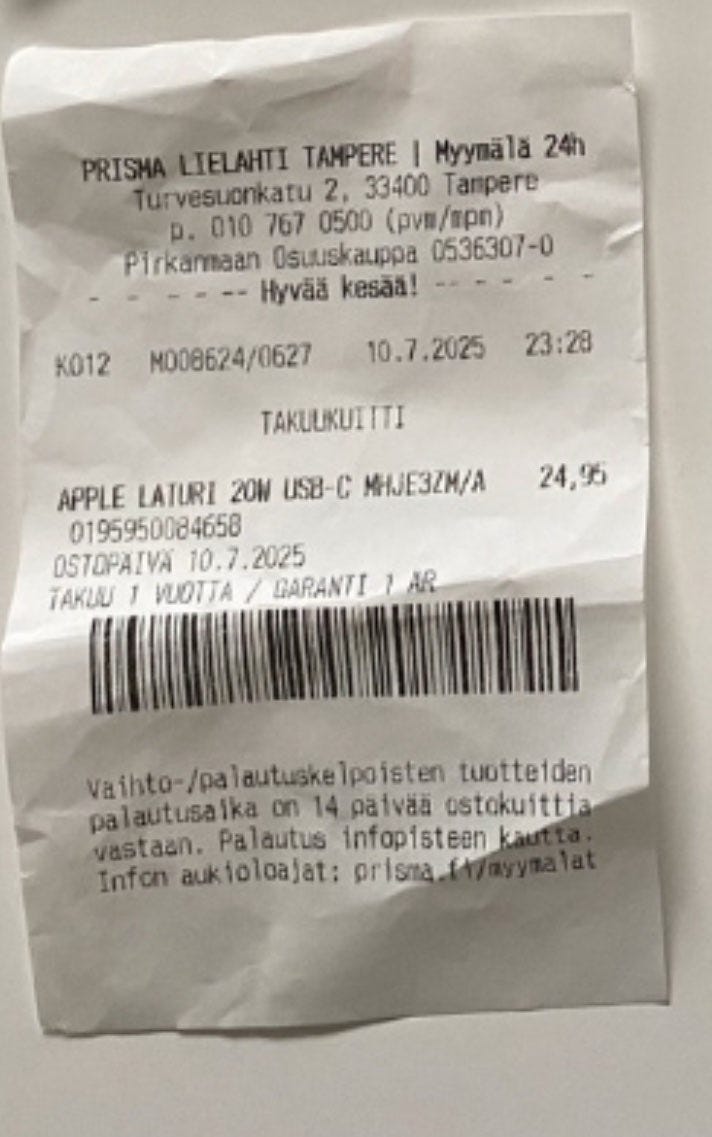 PRISMA LIELAHTI TAMPERE | Myymälä 24h
Turvesuonkatu 2, 33400 Tampere
p. 010 767 0500 (pvm/mpm)
Pirkanmaan Osuuskauppa 0536307-0
- - - - - -- Hyvää kesää! -- - - - - -
K012 M008624/0627 10.7.2025 23:28
TAKUUKUITTI
APPLE LATURI 20W USB-C MHJE3ZM/A 24,95
0195950084658
OSTOPÄIVÄ 10.7.2025
TAKUU 1 VUOTTA / GARANTI 1 ÅR
Vaihto-/palautuskelpoisten tuotteiden
palautusaika on 14 päivää ostokuittia
vastaan. Palautus infopisteen kautta.
Infon aukioloajat: prisma.fi/myymalat